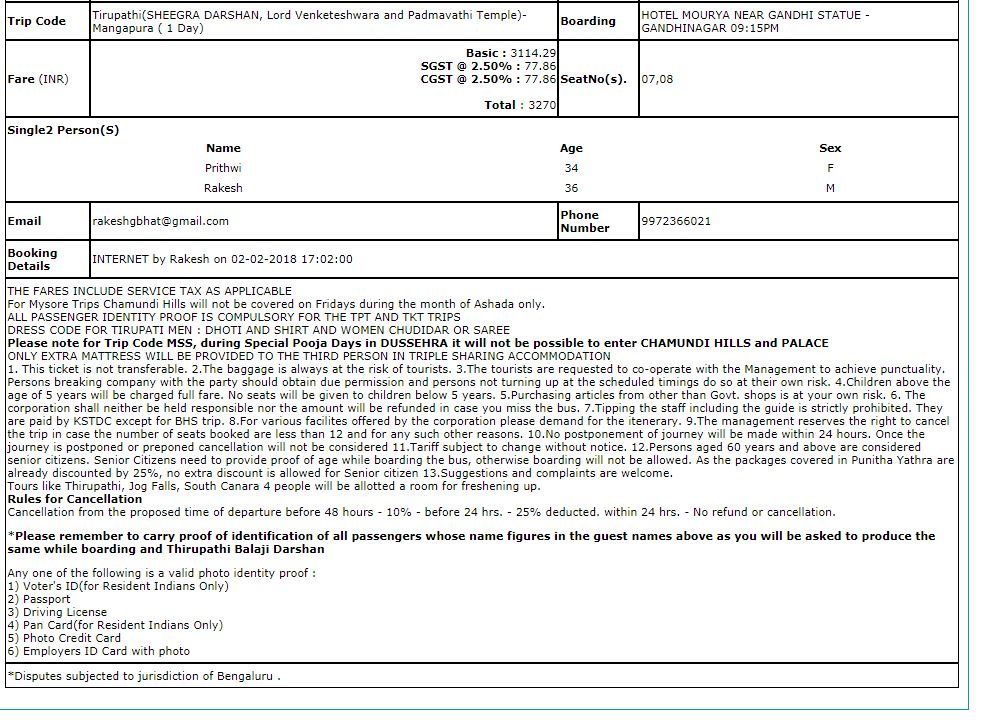 Trip Code
Tirupathi(SHEEGRA DARSHAN, Lord Venketeshwara and Padmavathi Temple)-
Mangapura ( 1 Day)
Boarding
HOTEL MOURYA NEAR GANDHI STATUE -
GANDHINAGAR 09:15PM
Fare (INR)
Basic : 3114.29
SGST @ 2.50% : 77.86
CGST @ 2.50% : 77.86
Total : 3270
SeatNo(s).
07,08
Single2 Person(S)
Name Age Sex
Prithwi 34 F
Rakesh 36 M
Email
rakeshgbhat@gmail.com
Phone
Number
9972366021
Booking
Details
INTERNET by Rakesh on 02-02-2018 17:02:00
THE FARES INCLUDE SERVICE TAX AS APPLICABLE
For Mysore Trips Chamundi Hills will not be covered on Fridays during the month of Ashada only.
ALL PASSENGER IDENTITY PROOF IS COMPULSORY FOR THE TPT AND TKT TRIPS
DRESS CODE FOR TIRUPATI MEN : DHOTI AND SHIRT AND WOMEN CHUDIDAR OR SAREE
Please note for Trip Code MSS, during Special Pooja Days in DUSSEHRA it will not be possible to enter CHAMUNDI HILLS and PALACE
ONLY EXTRA MATTRESS WILL BE PROVIDED TO THE THIRD PERSON IN TRIPLE SHARING ACCOMMODATION
1. This ticket is not transferable. 2.The baggage is always at the risk of tourists. 3.The tourists are requested to co-operate with the Management to achieve punctuality.
Persons breaking company with the party should obtain due permission and persons not turning up at the scheduled timings do so at their own risk. 4.Children above the
age of 5 years will be charged full fare. No seats will be given to children below 5 years. 5.Purchasing articles from other than Govt. shops is at your own risk. 6. The
corporation shall neither be held responsible nor the amount will be refunded in case you miss the bus. 7.Tipping the staff including the guide is strictly prohibited. They
are paid by KSTDC except for BHS trip. 8.For various facilites offered by the corporation please demand for the itenerary. 9.The management reserves the right to cancel
the trip in case the number of seats booked are less than 12 and for any such other reasons. 10.No postponement of journey will be made within 24 hours. Once the
journey is postponed or preponed cancellation will not be considered 11.Tariff subject to change without notice. 12.Persons aged 60 years and above are considered
senior citizens. Senior Citizens need to provide proof of age while boarding the bus, otherwise boarding will not be allowed. As the packages covered in Punitha Yathra are
already discounted by 25%, no extra discount is allowed for Senior citizen 13.Suggestions and complaints are welcome.
Tours like Thirupathi, Jog Falls, South Canara 4 people will be allotted a room for freshening up.
Rules for Cancellation
Cancellation from the proposed time of departure before 48 hours - 10% - before 24 hrs. - 25% deducted. within 24 hrs. - No refund or cancellation.
*Please remember to carry proof of identification of all passengers whose name figures in the guest names above as you will be asked to produce the
same while boarding and Thirupathi Balaji Darshan
Any one of the following is a valid photo identity proof :
1) Voter's ID(for Resident Indians Only)
2) Passport
3) Driving License
4) Pan Card(for Resident Indians Only)
5) Photo Credit Card
6) Employers ID Card with photo
*Disputes subjected to jurisdiction of Bengaluru .